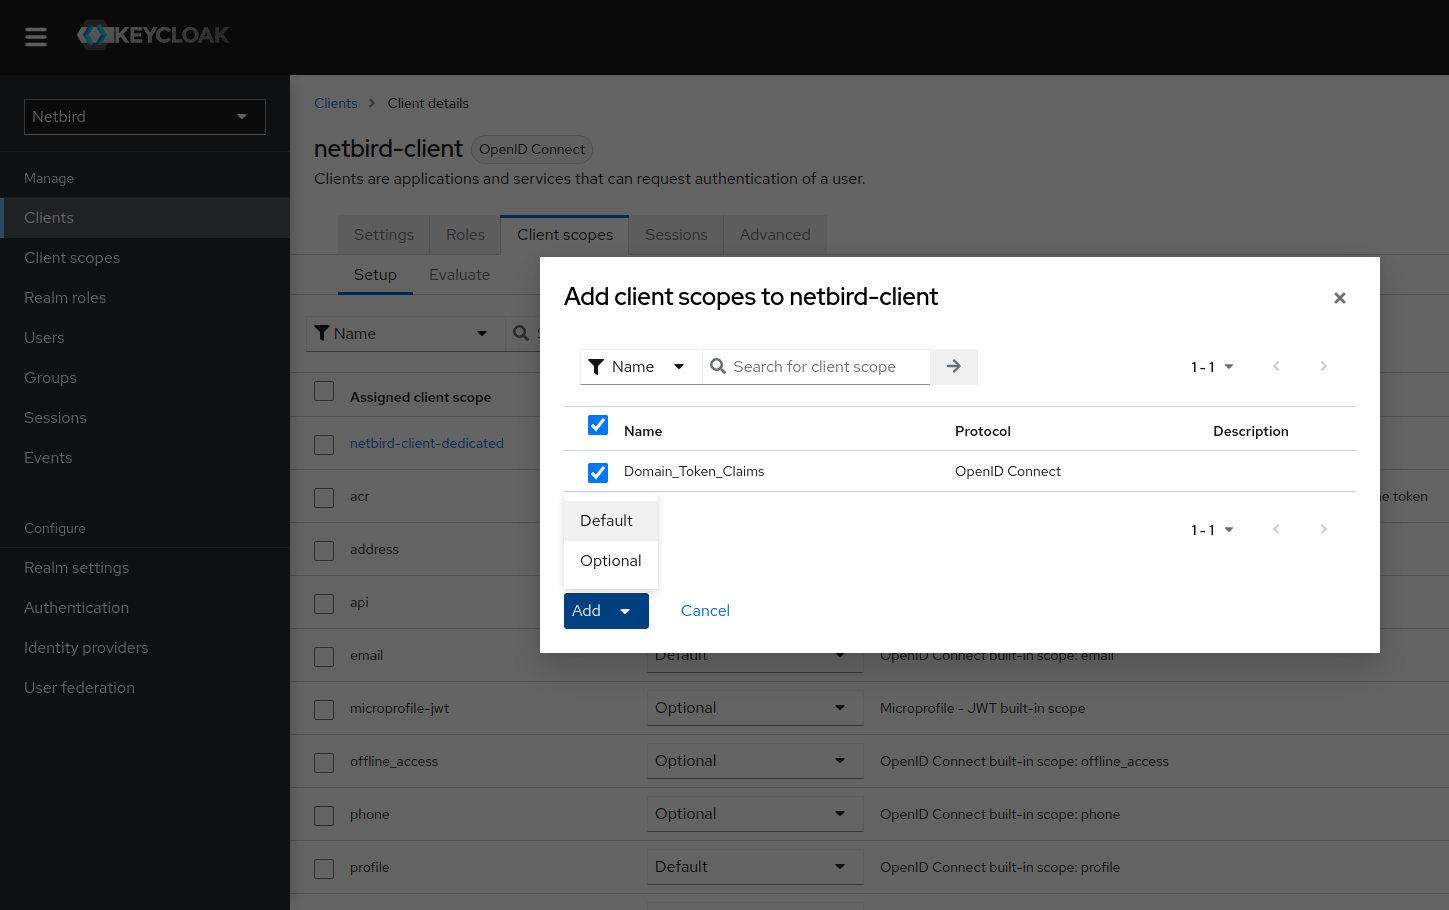 KEYCLOAK
Netbird
Manage
Clients
Client scopes
Realm roles
Users
Groups
Sessions
Events
Configure
Realm settings
Authentication
Identity providers
User federation
Clients > Client details
netbird-client OpenID Connect
Clients are applications and services that can request authentication of a user.
Settings Roles Client scopes Sessions Advanced
Setup Evaluate
Name
Assigned client scope
netbird-client-dedicated
acr token
address
api
email Default OpenID Connect built-in scope: email
microprofile-jwt Optional Microprofile - JWT built-in scope
offline_access Optional OpenID Connect built-in scope: offline_access
phone Optional OpenID Connect built-in scope: phone
profile Default OpenID Connect built-in scope: profile
Add client scopes to netbird-client
Name Search for client scope 1 - 1
Name Protocol Description
Domain_Token_Claims OpenID Connect
Default
1 - 1
Optional
Add Cancel